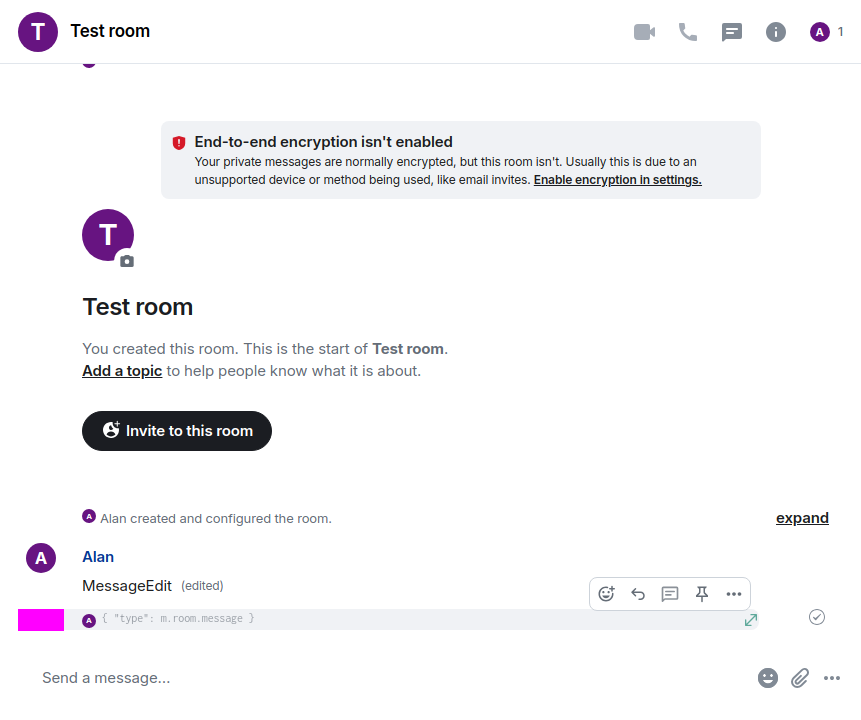 T Test room A 1
End-to-end encryption isn't enabled
Your private messages are normally encrypted, but this room isn't. Usually this is due to an
unsupported device or method being used, like email invites. Enable encryption in settings.
T
Test room
You created this room. This is the start of Test room.
Add a topic to help people know what it is about.
Invite to this room
A Alan created and configured the room. expand
A Alan
MessageEdit (edited)
A { "type": m.room.message }
Send a message…